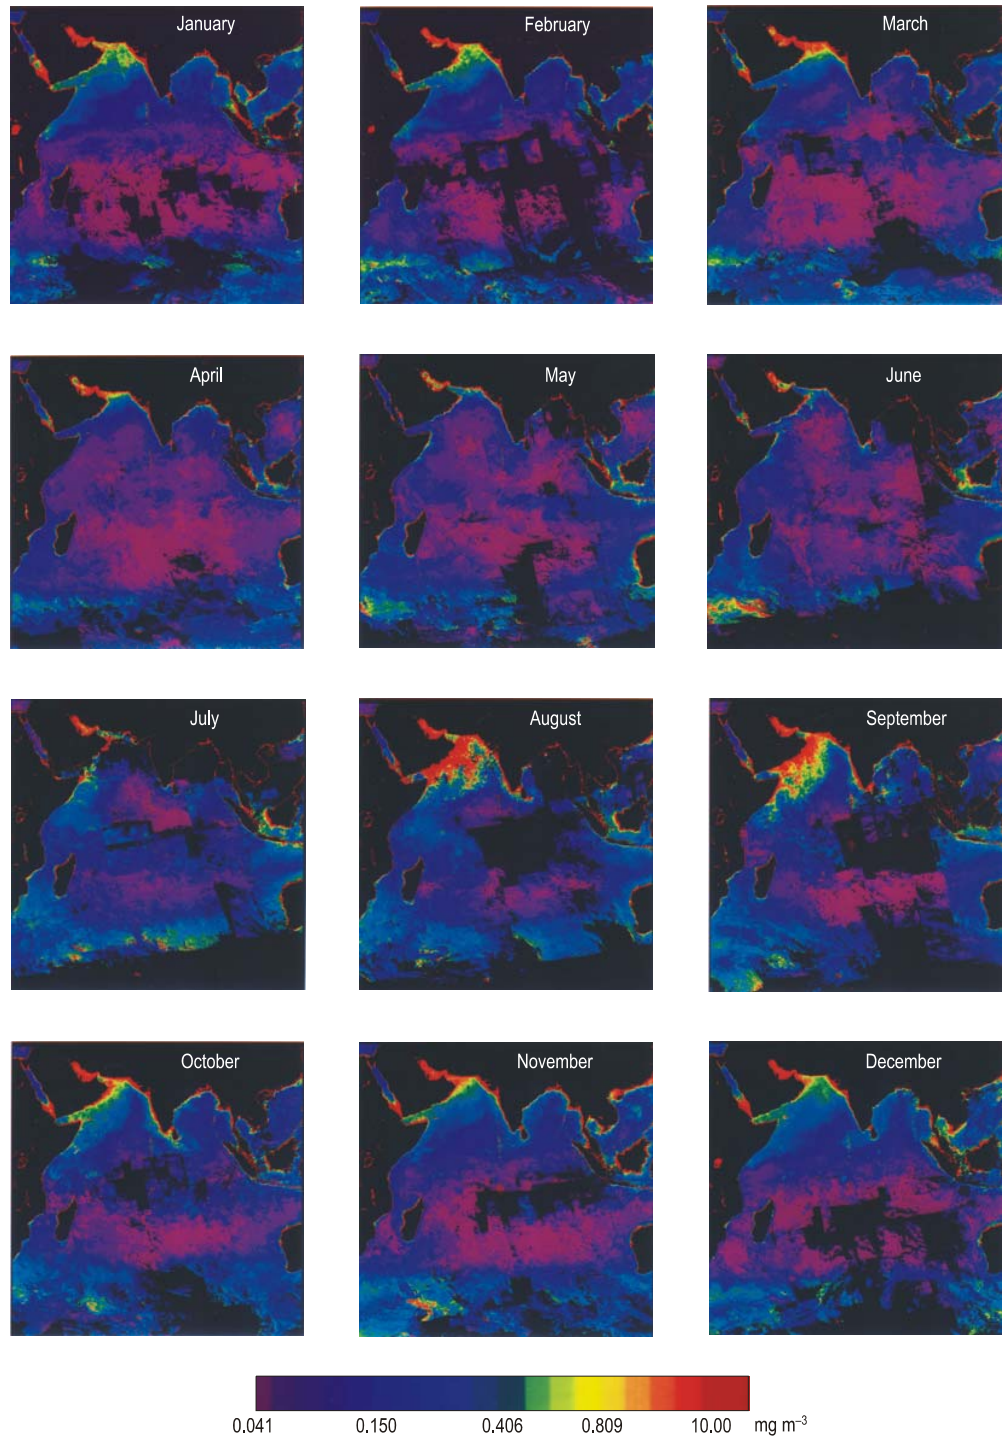 January
February
March
April
May
June
July
August
September
October
November
December
0.041 0.150 0.406 0.809 10.00 mg m⁻³